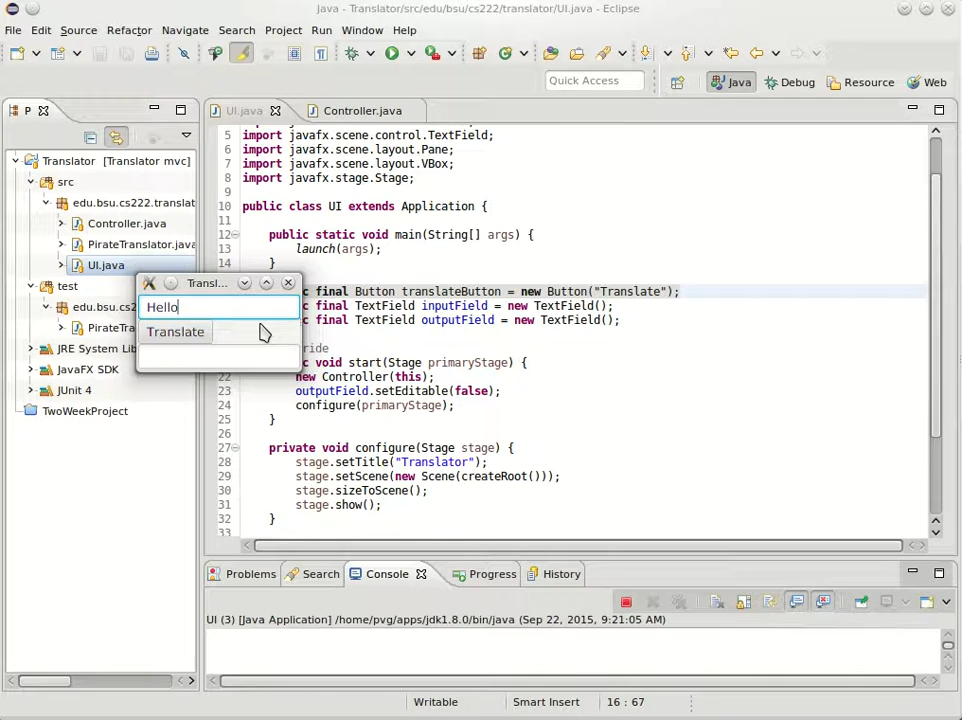 Java - Translator/src/edu/bsu/cs222/translator/UI.java - Eclipse
File Edit Source Refactor Navigate Search Project Run Window Help
Quick Access
Java Debug Resource Web
P
UI.java Controller.java
Translator [Translator mvc]
src
edu.bsu.cs222.translat
Controller.java
PirateTranslator.java
UI.java
test
edu.bsu.cs2
PirateTra
JRE System Lib
JavaFX SDK
JUnit 4
TwoWeekProject
5 import javafx.scene.control.TextField;
6 import javafx.scene.layout.Pane;
7 import javafx.scene.layout.VBox;
8 import javafx.stage.Stage;
9
10 public class UI extends Application {
11
12 public static void main(String[] args) {
13 launch(args);
14 }
c final Button translateButton = new Button("Translate");
c final TextField inputField = new TextField();
c final TextField outputField = new TextField();
ride
c void start(Stage primaryStage) {
22 new Controller(this);
23 outputField.setEditable(false);
24 configure(primaryStage);
25 }
26
27 private void configure(Stage stage) {
28 stage.setTitle("Translator");
29 stage.setScene(new Scene(createRoot()));
30 stage.sizeToScene();
31 stage.show();
32 }
33
Transl...
Hello
Translate
Problems Search Console Progress History
UI (3) [Java Application] /home/pvg/apps/jdk1.8.0/bin/java (Sep 22, 2015, 9:21:05 AM)
Writable Smart Insert 16 : 67